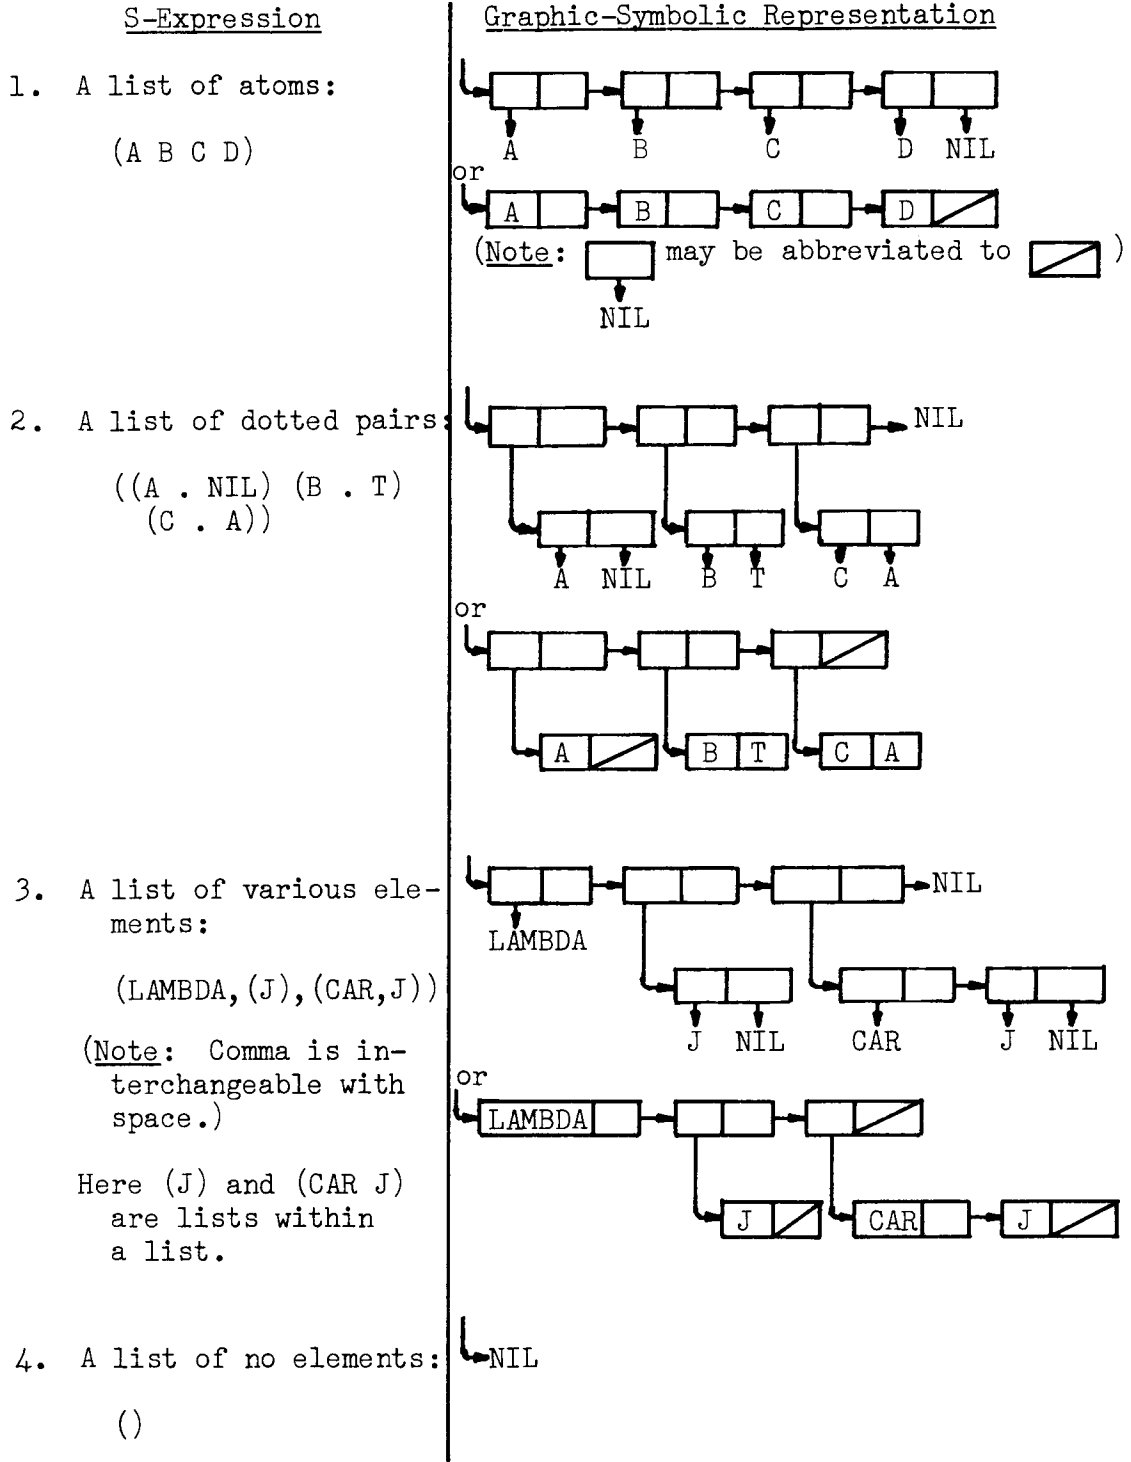 S-Expression
Graphic-Symbolic Representation
1. A list of atoms:
(A B C D)
A B C D NIL
or
A B C D
(Note: may be abbreviated to )
NIL
2. A list of dotted pairs:
((A . NIL) (B . T)
(C . A))
NIL
A NIL B T C A
or
A B T C A
3. A list of various ele-
ments:
(LAMBDA,(J),(CAR,J))
(Note: Comma is in-
terchangeable with
space.)
Here (J) and (CAR J)
are lists within
a list.
NIL
LAMBDA
J NIL CAR J NIL
or
LAMBDA
J CAR J
4. A list of no elements:
()
NIL